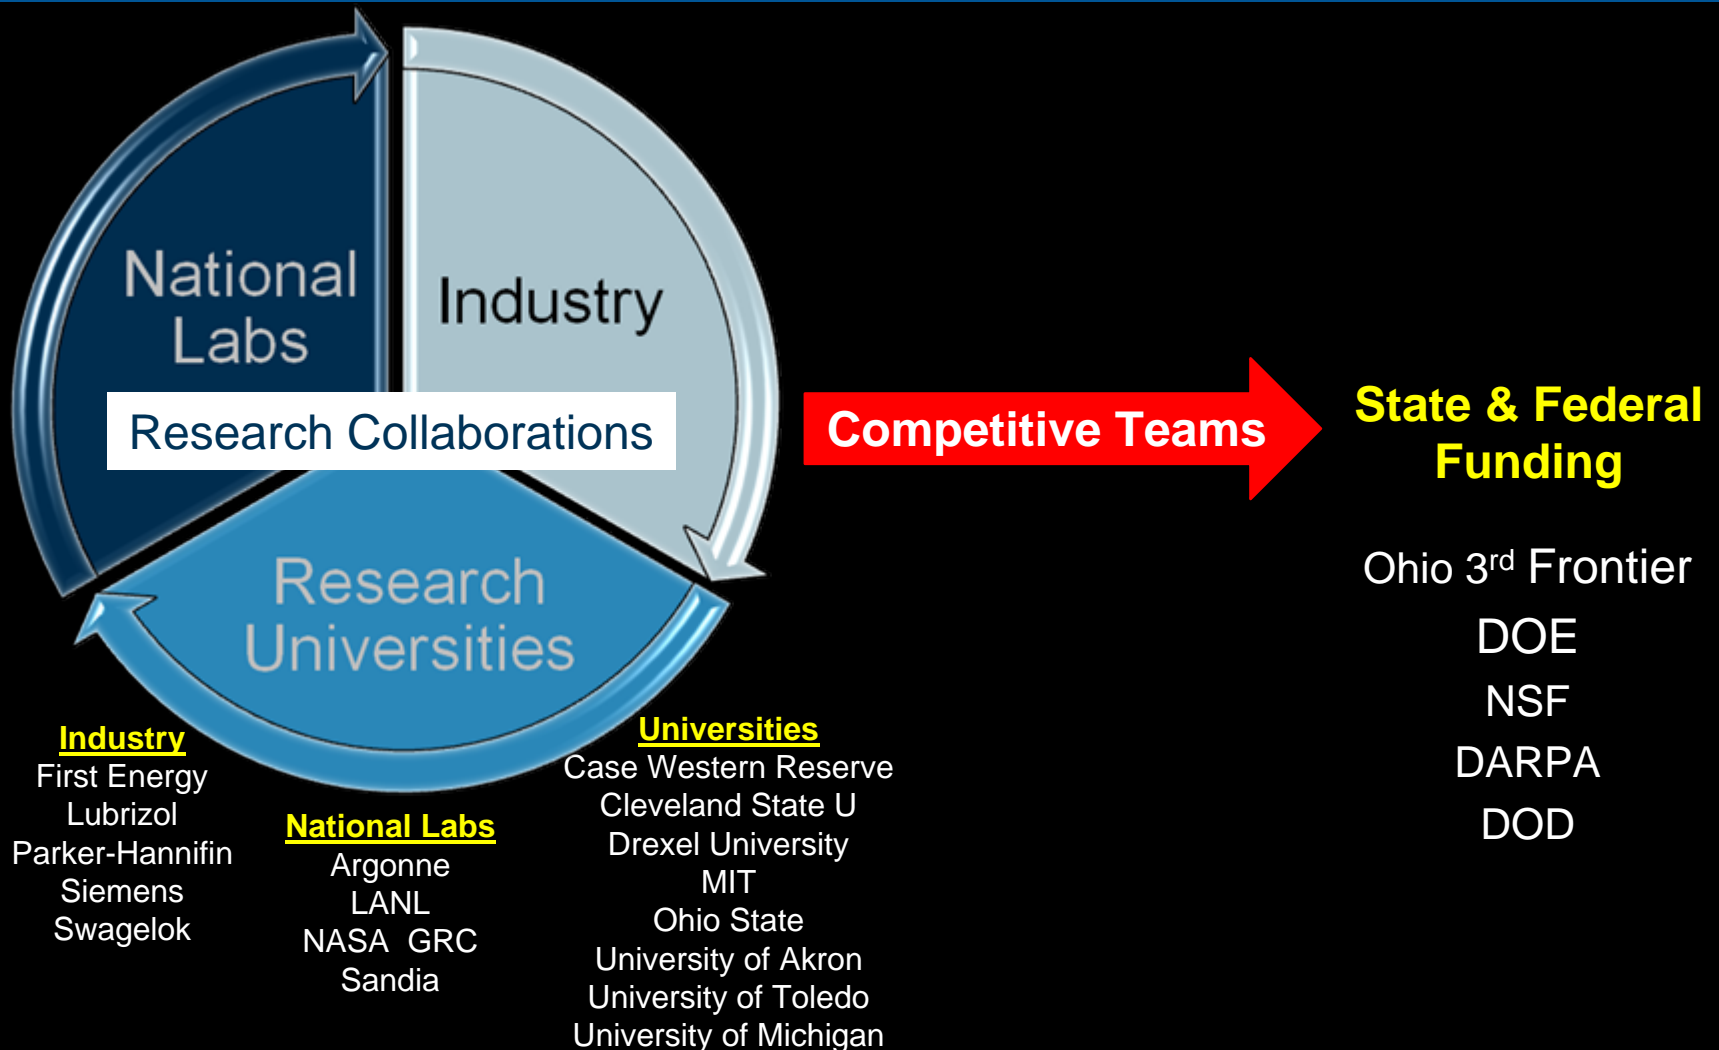 National
Labs
Industry
Research Collaborations
Research
Universities
Competitive Teams
State & Federal
Funding
Ohio 3rd Frontier
DOE
NSF
DARPA
DOD
Industry
First Energy
Lubrizol
Parker-Hannifin
Siemens
Swagelok
National Labs
Argonne
LANL
NASA  GRC
Sandia
Universities
Case Western Reserve
Cleveland State U
Drexel University
MIT
Ohio State
University of Akron
University of Toledo
University of Michigan